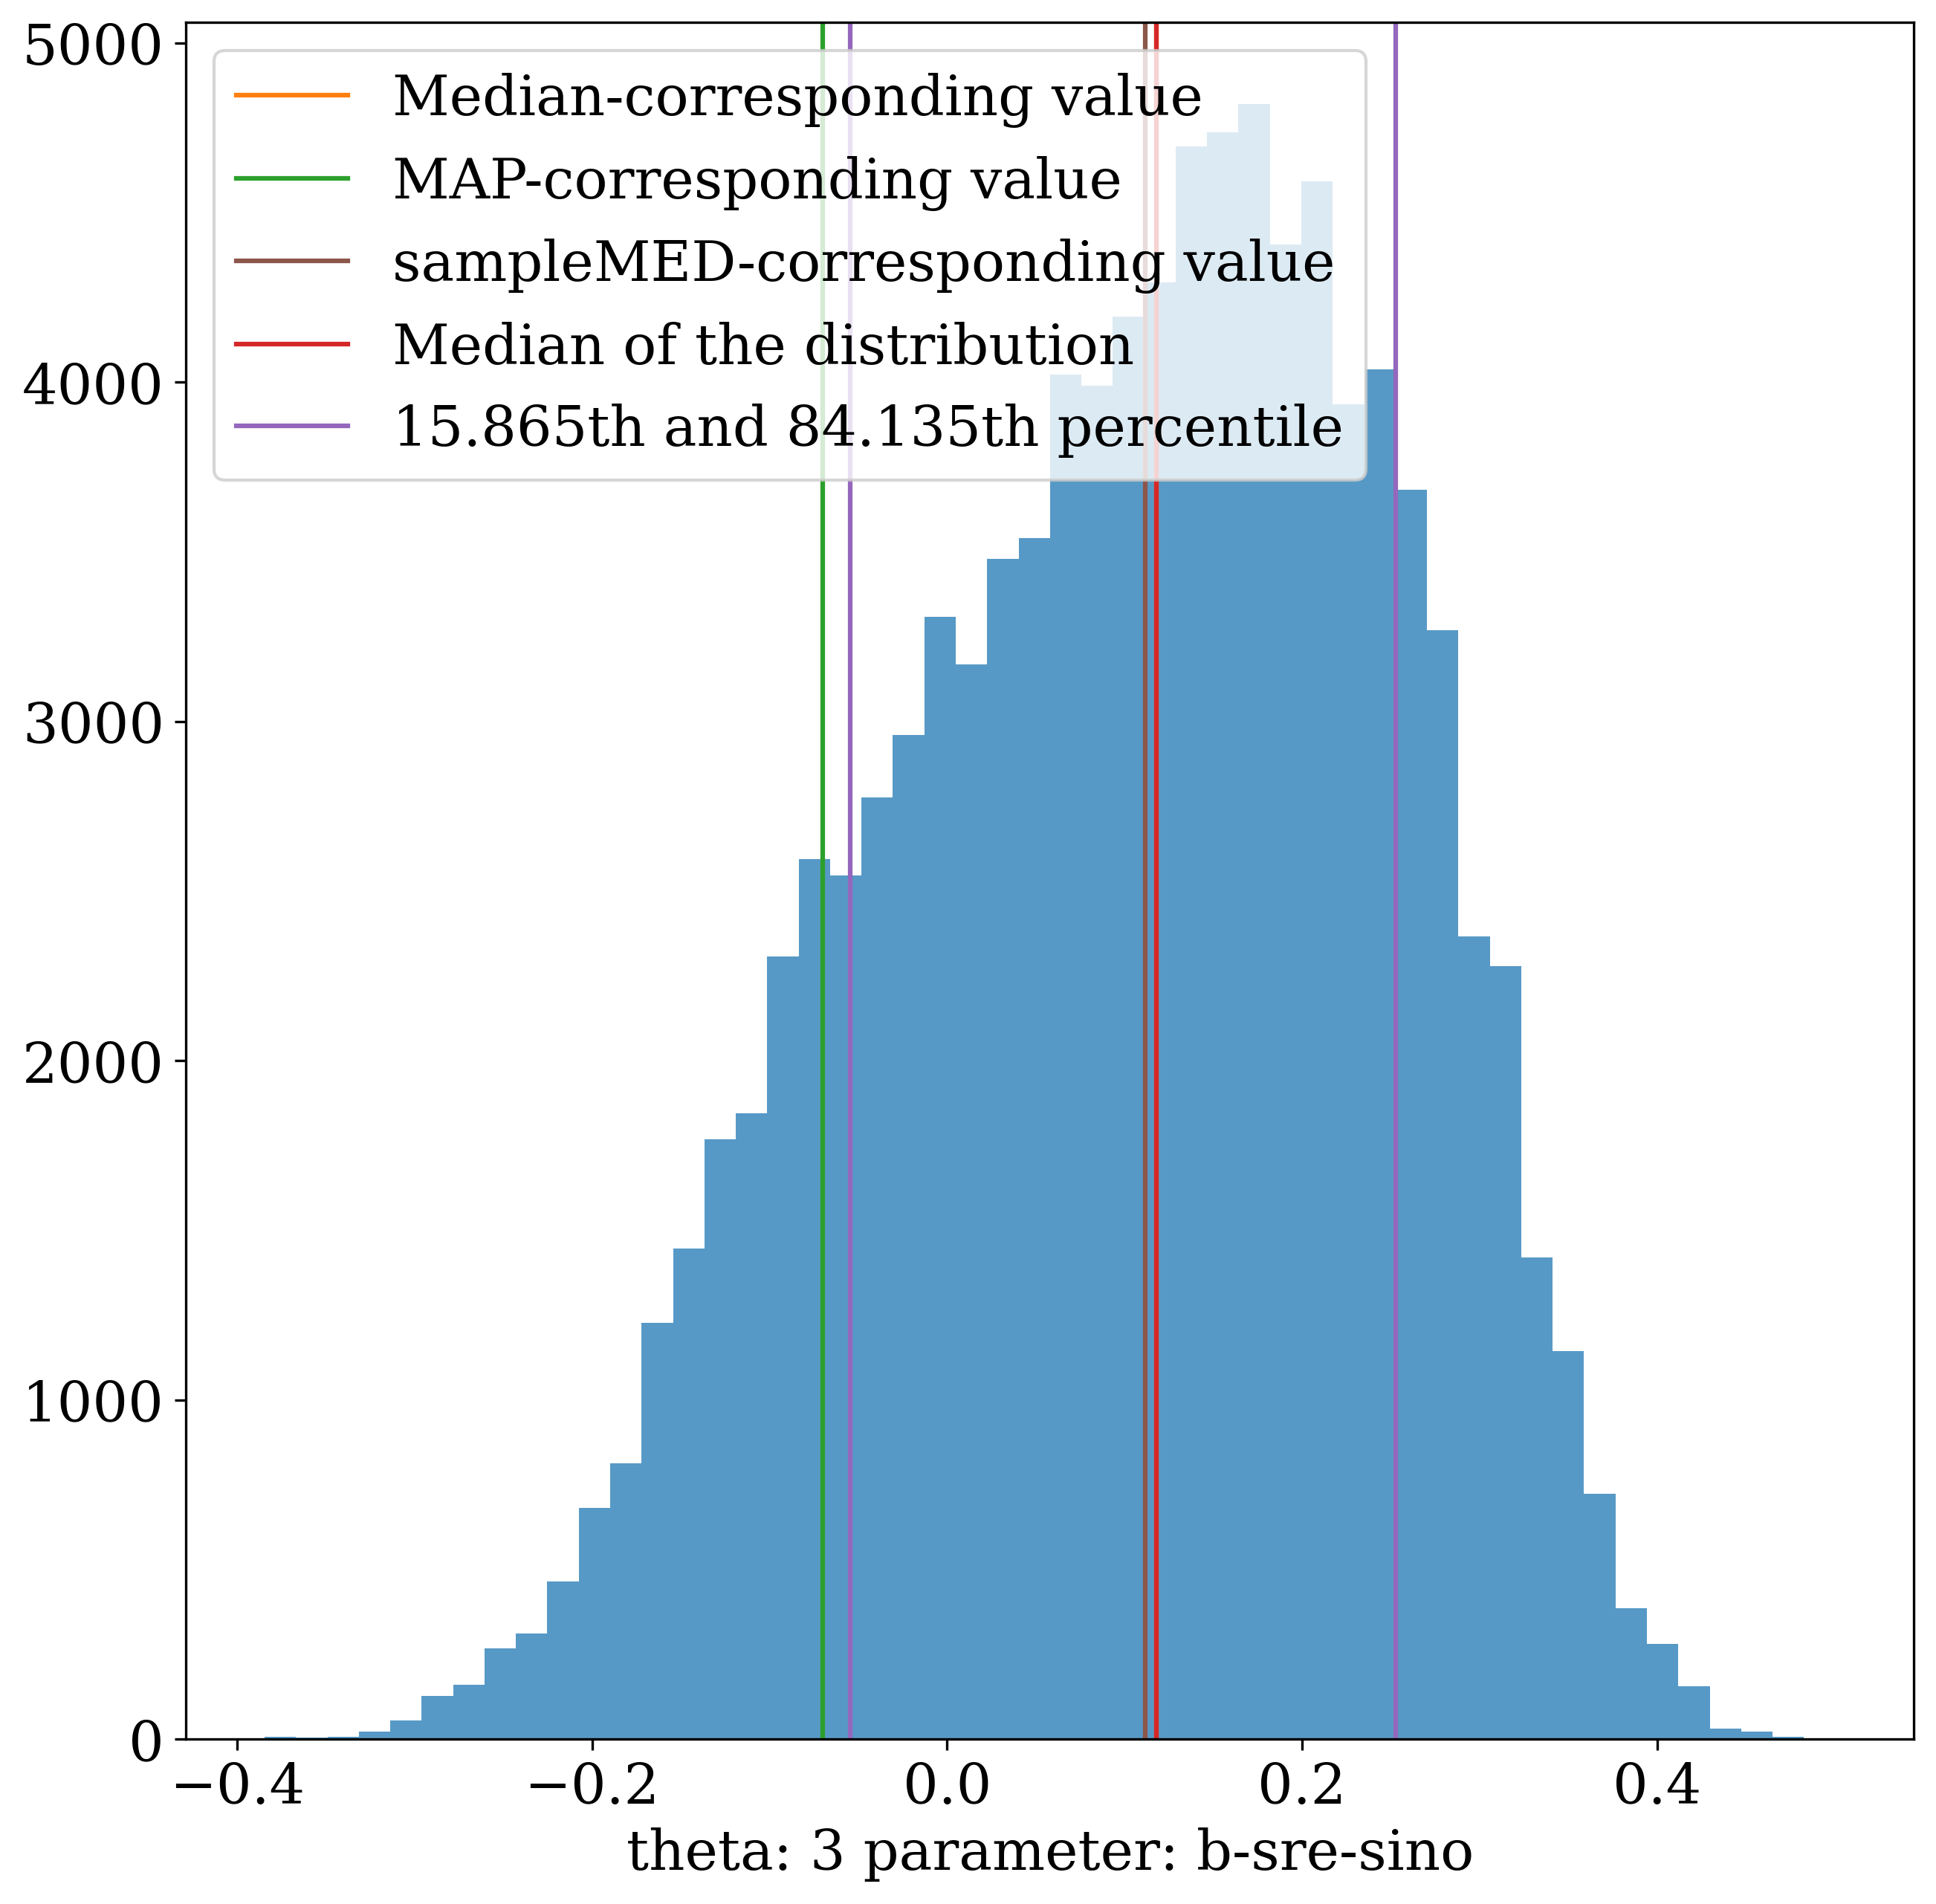 5000
4000
3000
2000
1000
0
Median-corresponding value
MAP-corresponding value
sampleMED-corresponding value
Median of the distribution
15.865th and 84.135th percentile
−0.4 −0.2 0.0 0.2 0.4
theta: 3 parameter: b-sre-sino